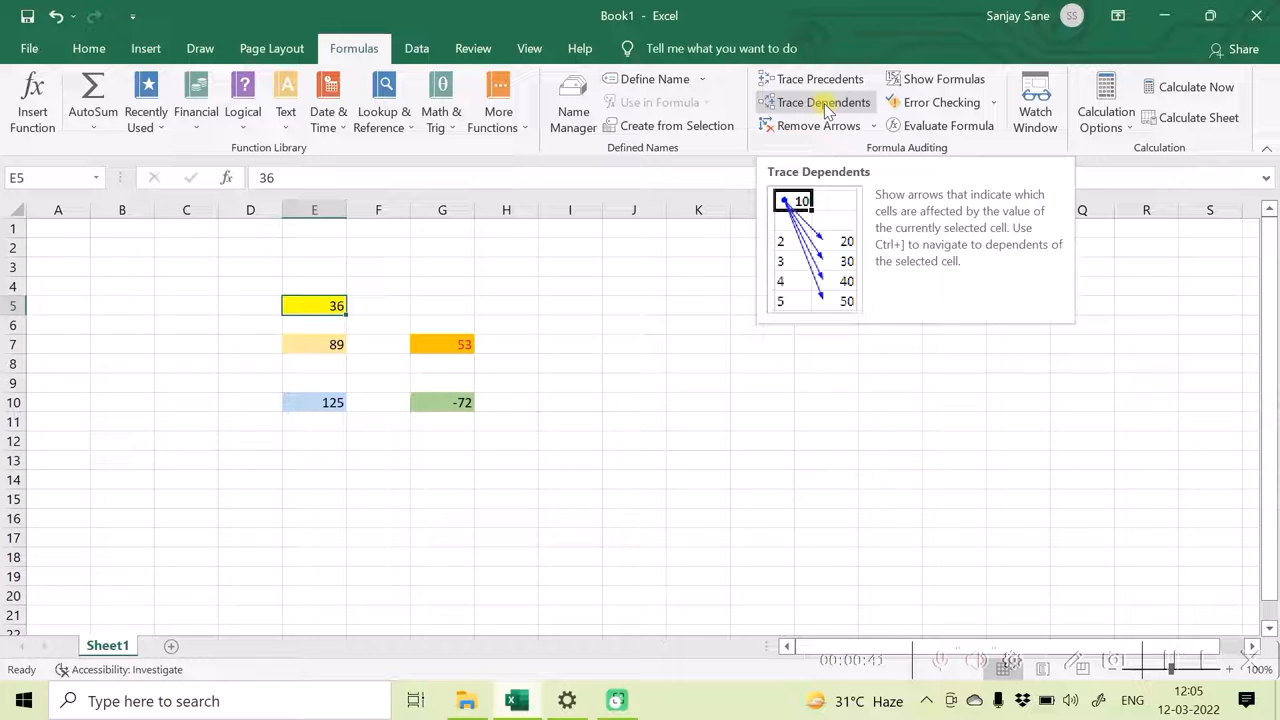 Book1 - Excel
Sanjay Sane
SS
File
Home
Insert
Draw
Page Layout
Formulas
Data
Review
View
Help
Tell me what you want to do
Share
fx
Insert
Function
AutoSum
Recently
Used
Financial
Logical
Text
Date &
Time
Lookup &
Reference
Math &
Trig
More
Functions
Function Library
Name
Manager
Define Name
Use in Formula
Create from Selection
Defined Names
Trace Precedents
Trace Dependents
Remove Arrows
Show Formulas
Error Checking
Evaluate Formula
Formula Auditing
Watch
Window
Calculation
Options
Calculate Now
Calculate Sheet
Calculation
E5
fx
36
Trace Dependents
10
2 20
3 30
4 40
5 50
Show arrows that indicate which
cells are affected by the value of
the currently selected cell. Use
Ctrl+] to navigate to dependents of
the selected cell.
A B C D E F G H I J K Q R S
1
2
3
4
5 36
6
7 89 53
8
9
10 125 -72
11
12
13
14
15
16
17
18
19
20
21
22
Sheet1
Ready
Accessibility: Investigate
100%
Type here to search
31°C Haze
ENG
12:05
12-03-2022